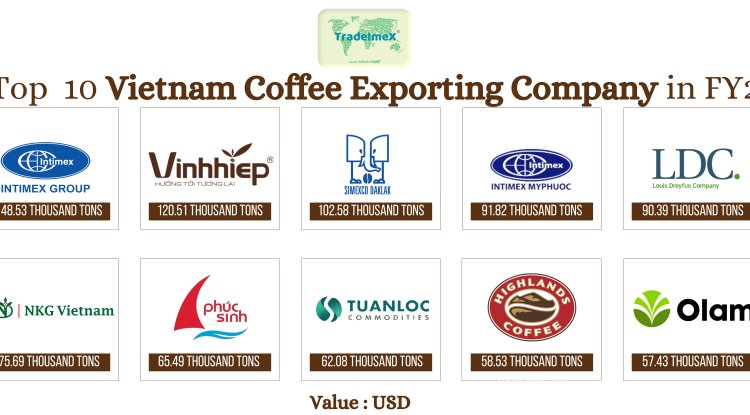 TradeImeX®
Top 10 Vietnam Coffee Exporting Company in FY2
Intimex
INTIMEX GROUP
48.53 THOUSAND TONS
Vinhhiep®
HƯỚNG TỚI TƯƠNG LAI
120.51 THOUSAND TONS
SIMEXCO DAKLAK
102.58 THOUSAND TONS
Intimex
INTIMEX MYPHUOC
91.82 THOUSAND TONS
LDC.
Louis Dreyfus Company
90.39 THOUSAND TONS
NKG Vietnam
75.69 THOUSAND TONS
phúc
sinh
65.49 THOUSAND TONS
TUANLOC
COMMODITIES
62.08 THOUSAND TONS
HIGHLANDS
COFFEE
58.53 THOUSAND TONS
Olam
57.43 THOUSAND TONS
Value : USD